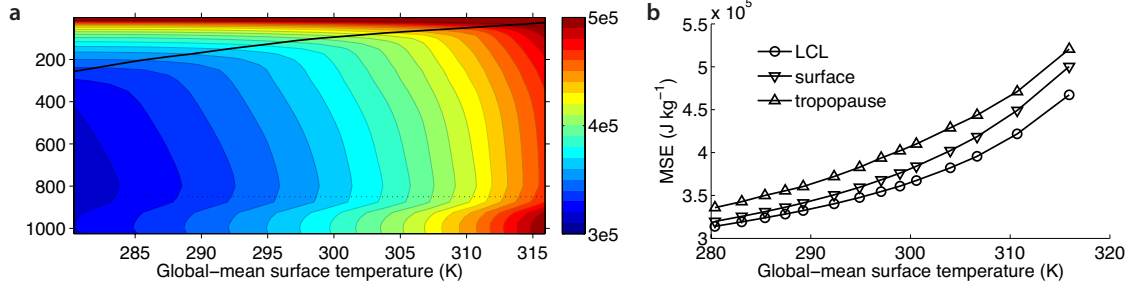 a
200
400
600
800
1000
285 290 295 300 305 310 315
Global−mean surface temperature (K)
5e5
4e5
3e5
b
x 10⁵
5.5
5
4.5
4
3.5
3
MSE (J kg⁻¹)
LCL
surface
tropopause
280 290 300 310 320
Global−mean surface temperature (K)